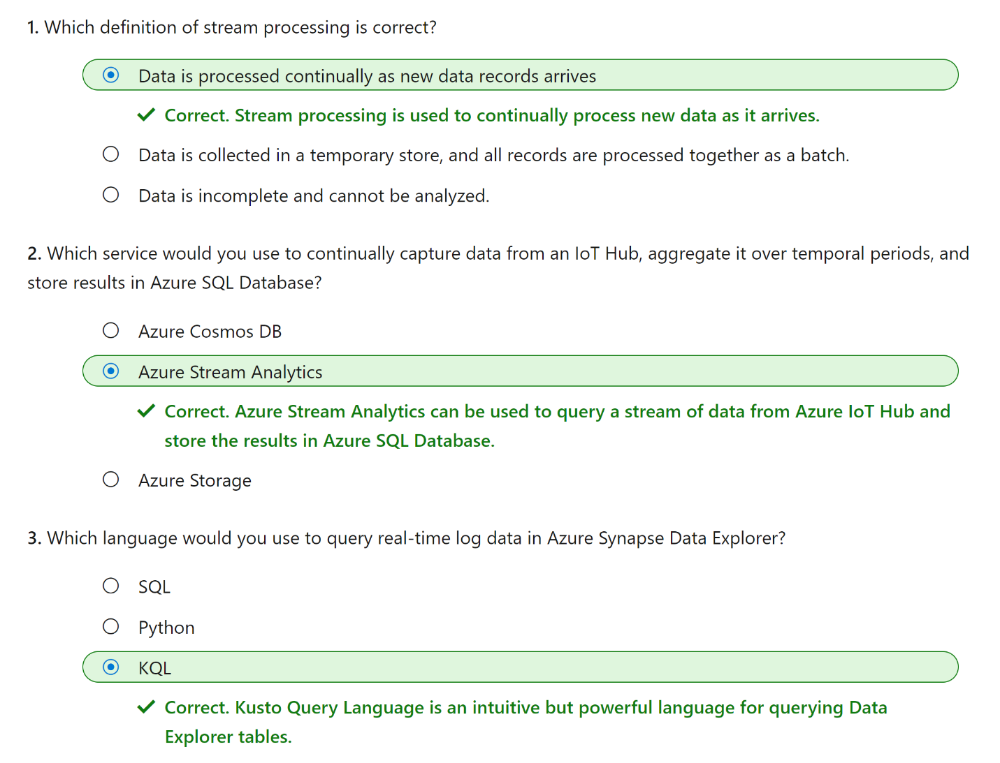 1. Which definition of stream processing is correct?
Data is processed continually as new data records arrives
Correct. Stream processing is used to continually process new data as it arrives.
Data is collected in a temporary store, and all records are processed together as a batch.
Data is incomplete and cannot be analyzed.
2. Which service would you use to continually capture data from an IoT Hub, aggregate it over temporal periods, and
store results in Azure SQL Database?
Azure Cosmos DB
Azure Stream Analytics
Correct. Azure Stream Analytics can be used to query a stream of data from Azure IoT Hub and
store the results in Azure SQL Database.
Azure Storage
3. Which language would you use to query real-time log data in Azure Synapse Data Explorer?
SQL
Python
KQL
Correct. Kusto Query Language is an intuitive but powerful language for querying Data
Explorer tables.